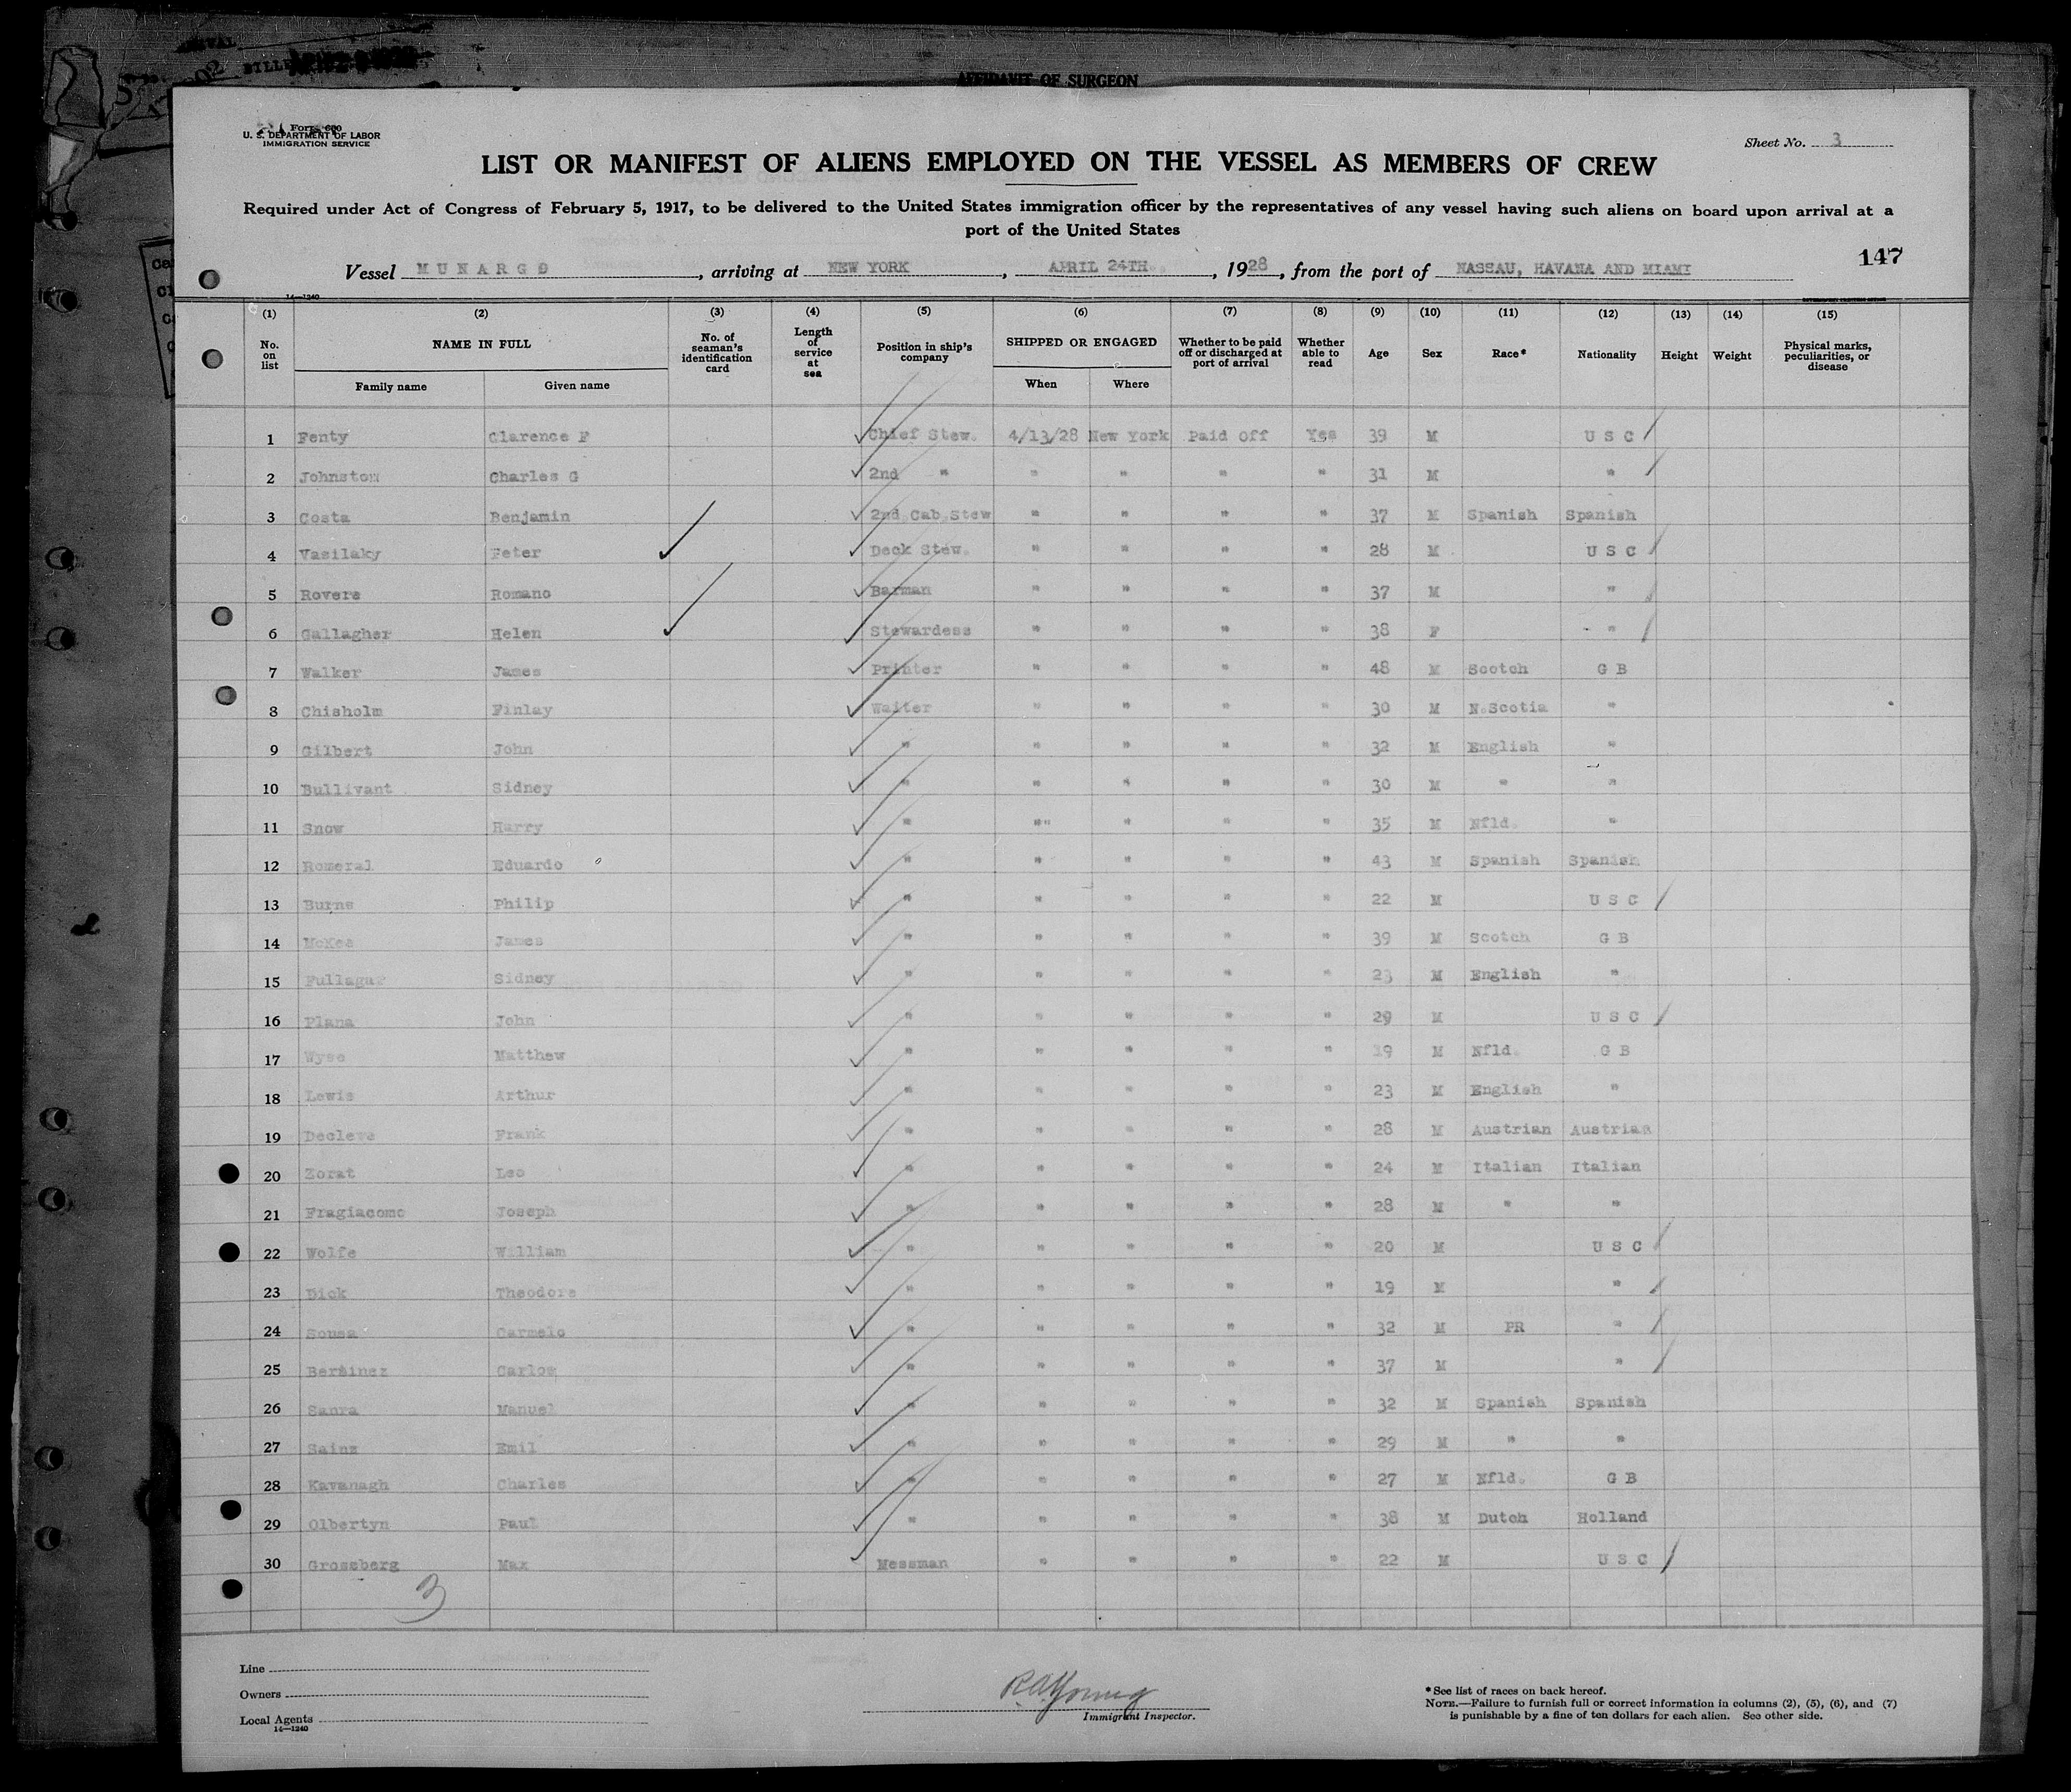 AFFIDAVIT OF SURGEON
Form 600
U. S. DEPARTMENT OF LABOR
IMMIGRATION SERVICE
Sheet No. 3
LIST OR MANIFEST OF ALIENS EMPLOYED ON THE VESSEL AS MEMBERS OF CREW
Required under Act of Congress of February 5, 1917, to be delivered to the United States immigration officer by the representatives of any vessel having such aliens on board upon arrival at a
port of the United States
147
Vessel MUNARGO, arriving at NEW YORK, APRIL 24TH., 1928, from the port of NASSAU, HAVANA AND MIAMI
14—1240
(1) (2) (3) (4) (5) (6) (7) (8) (9) (10) (11) (12) (13) (14) (15)
No. on list NAME IN FULL No. of seaman's identification card Length of service at sea Position in ship's company SHIPPED OR ENGAGED Whether to be paid off or discharged at port of arrival Whether able to read Age Sex Race* Nationality Height Weight Physical marks, peculiarities, or disease
Family name Given name When Where
1 Fenty Clarence F Chief Stew. 4/13/28 New York Paid Off Yes 39 M U S C
2 Johnston Charles G 2nd " " " " " 31 M "
3 Costa Benjamin 2nd Cab Stew " " " " 37 M Spanish Spanish
4 Vasilaky Peter Deck Stew. " " " " 28 M U S C
5 Rovere Romano Barman " " " " 37 M "
6 Gallagher Helen Stewardess " " " " 38 F "
7 Walker James Printer " " " " 48 M Scotch G B
8 Chisholm Finlay Waiter " " " " 30 M N.Scotia "
9 Gilbert John " " " " " 32 M English "
10 Bullivant Sidney " " " " " 30 M " "
11 Snow Harry " "" " " " 35 M Nfld. "
12 Romeral Eduardo " " " " " 43 M Spanish Spanish
13 Burns Philip " " " " " 22 M U S C
14 McKee James " " " " " 39 M Scotch G B
15 Fullagar Sidney " " " " " 23 M English "
16 Plana John " " " " " 29 M U S C
17 Wyse Matthew " " " " " 39 M Nfld. G B
18 Lewis Arthur " " " " " 23 M English "
19 Decleva Frank " " " " " 28 M Austrian Austrian
20 Zorat Leo " " " " " 24 M Italian Italian
21 Fragiacomo Joseph " " " " " 28 M " "
22 Wolfe William " " " " " 20 M U S C
23 Dick Theodore " " " " " 19 M "
24 Sousa Carmelo " " " " " 32 M PR "
25 Carlow " " " " " 37 M "
26 Manuel " " " " " 32 M Spanish Spanish
27 Sainz Emil " " " " " 29 M " "
28 Kavanagh Charles " " " " " 27 M Nfld. G B
29 Olbertyn Paul " " " " " 38 M Dutch Holland
30 Grossberg Max Messman " " " " 22 M U S C
3
Line
Owners
Local Agents
14—1240
R.A. Young
Immigrant Inspector.
*See list of races on back hereof.
NOTE.—Failure to furnish full or correct information in columns (2), (5), (6), and (7)
is punishable by a fine of ten dollars for each alien. See other side.